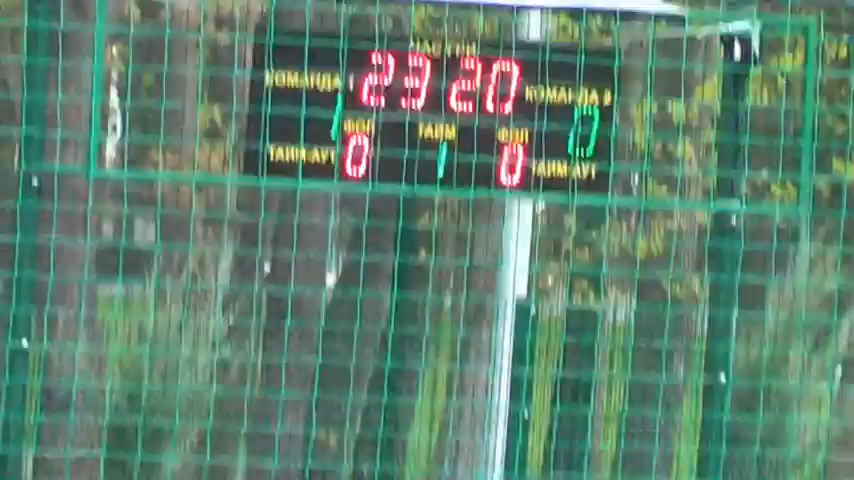 КОМАНДА 23 20 КОМАНДА
1 ФОЛ ТАЙМ ФОЛ 0
ТАЙМ-АУТ 0 1 0 ТАЙМ-АУТ